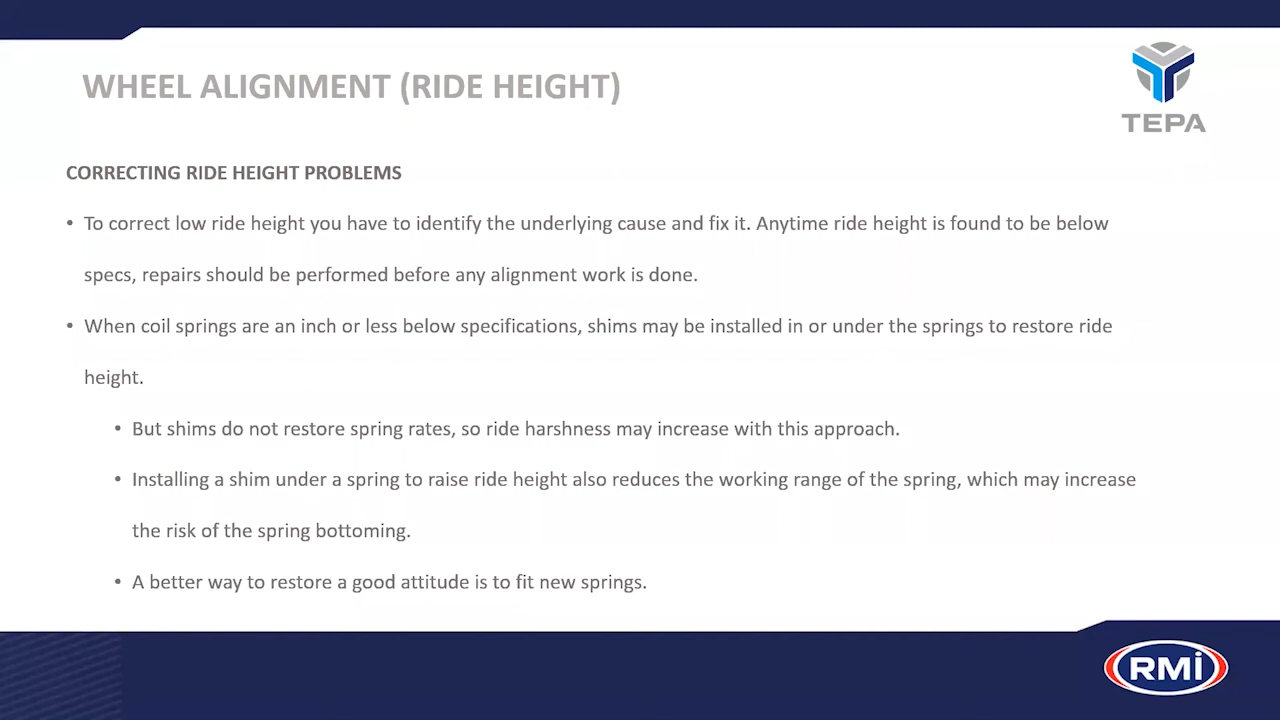 WHEEL ALIGNMENT (RIDE HEIGHT)
TEPA
CORRECTING RIDE HEIGHT PROBLEMS
• To correct low ride height you have to identify the underlying cause and fix it. Anytime ride height is found to be below
specs, repairs should be performed before any alignment work is done.
• When coil springs are an inch or less below specifications, shims may be installed in or under the springs to restore ride
height.
• But shims do not restore spring rates, so ride harshness may increase with this approach.
• Installing a shim under a spring to raise ride height also reduces the working range of the spring, which may increase
the risk of the spring bottoming.
• A better way to restore a good attitude is to fit new springs.
RMi